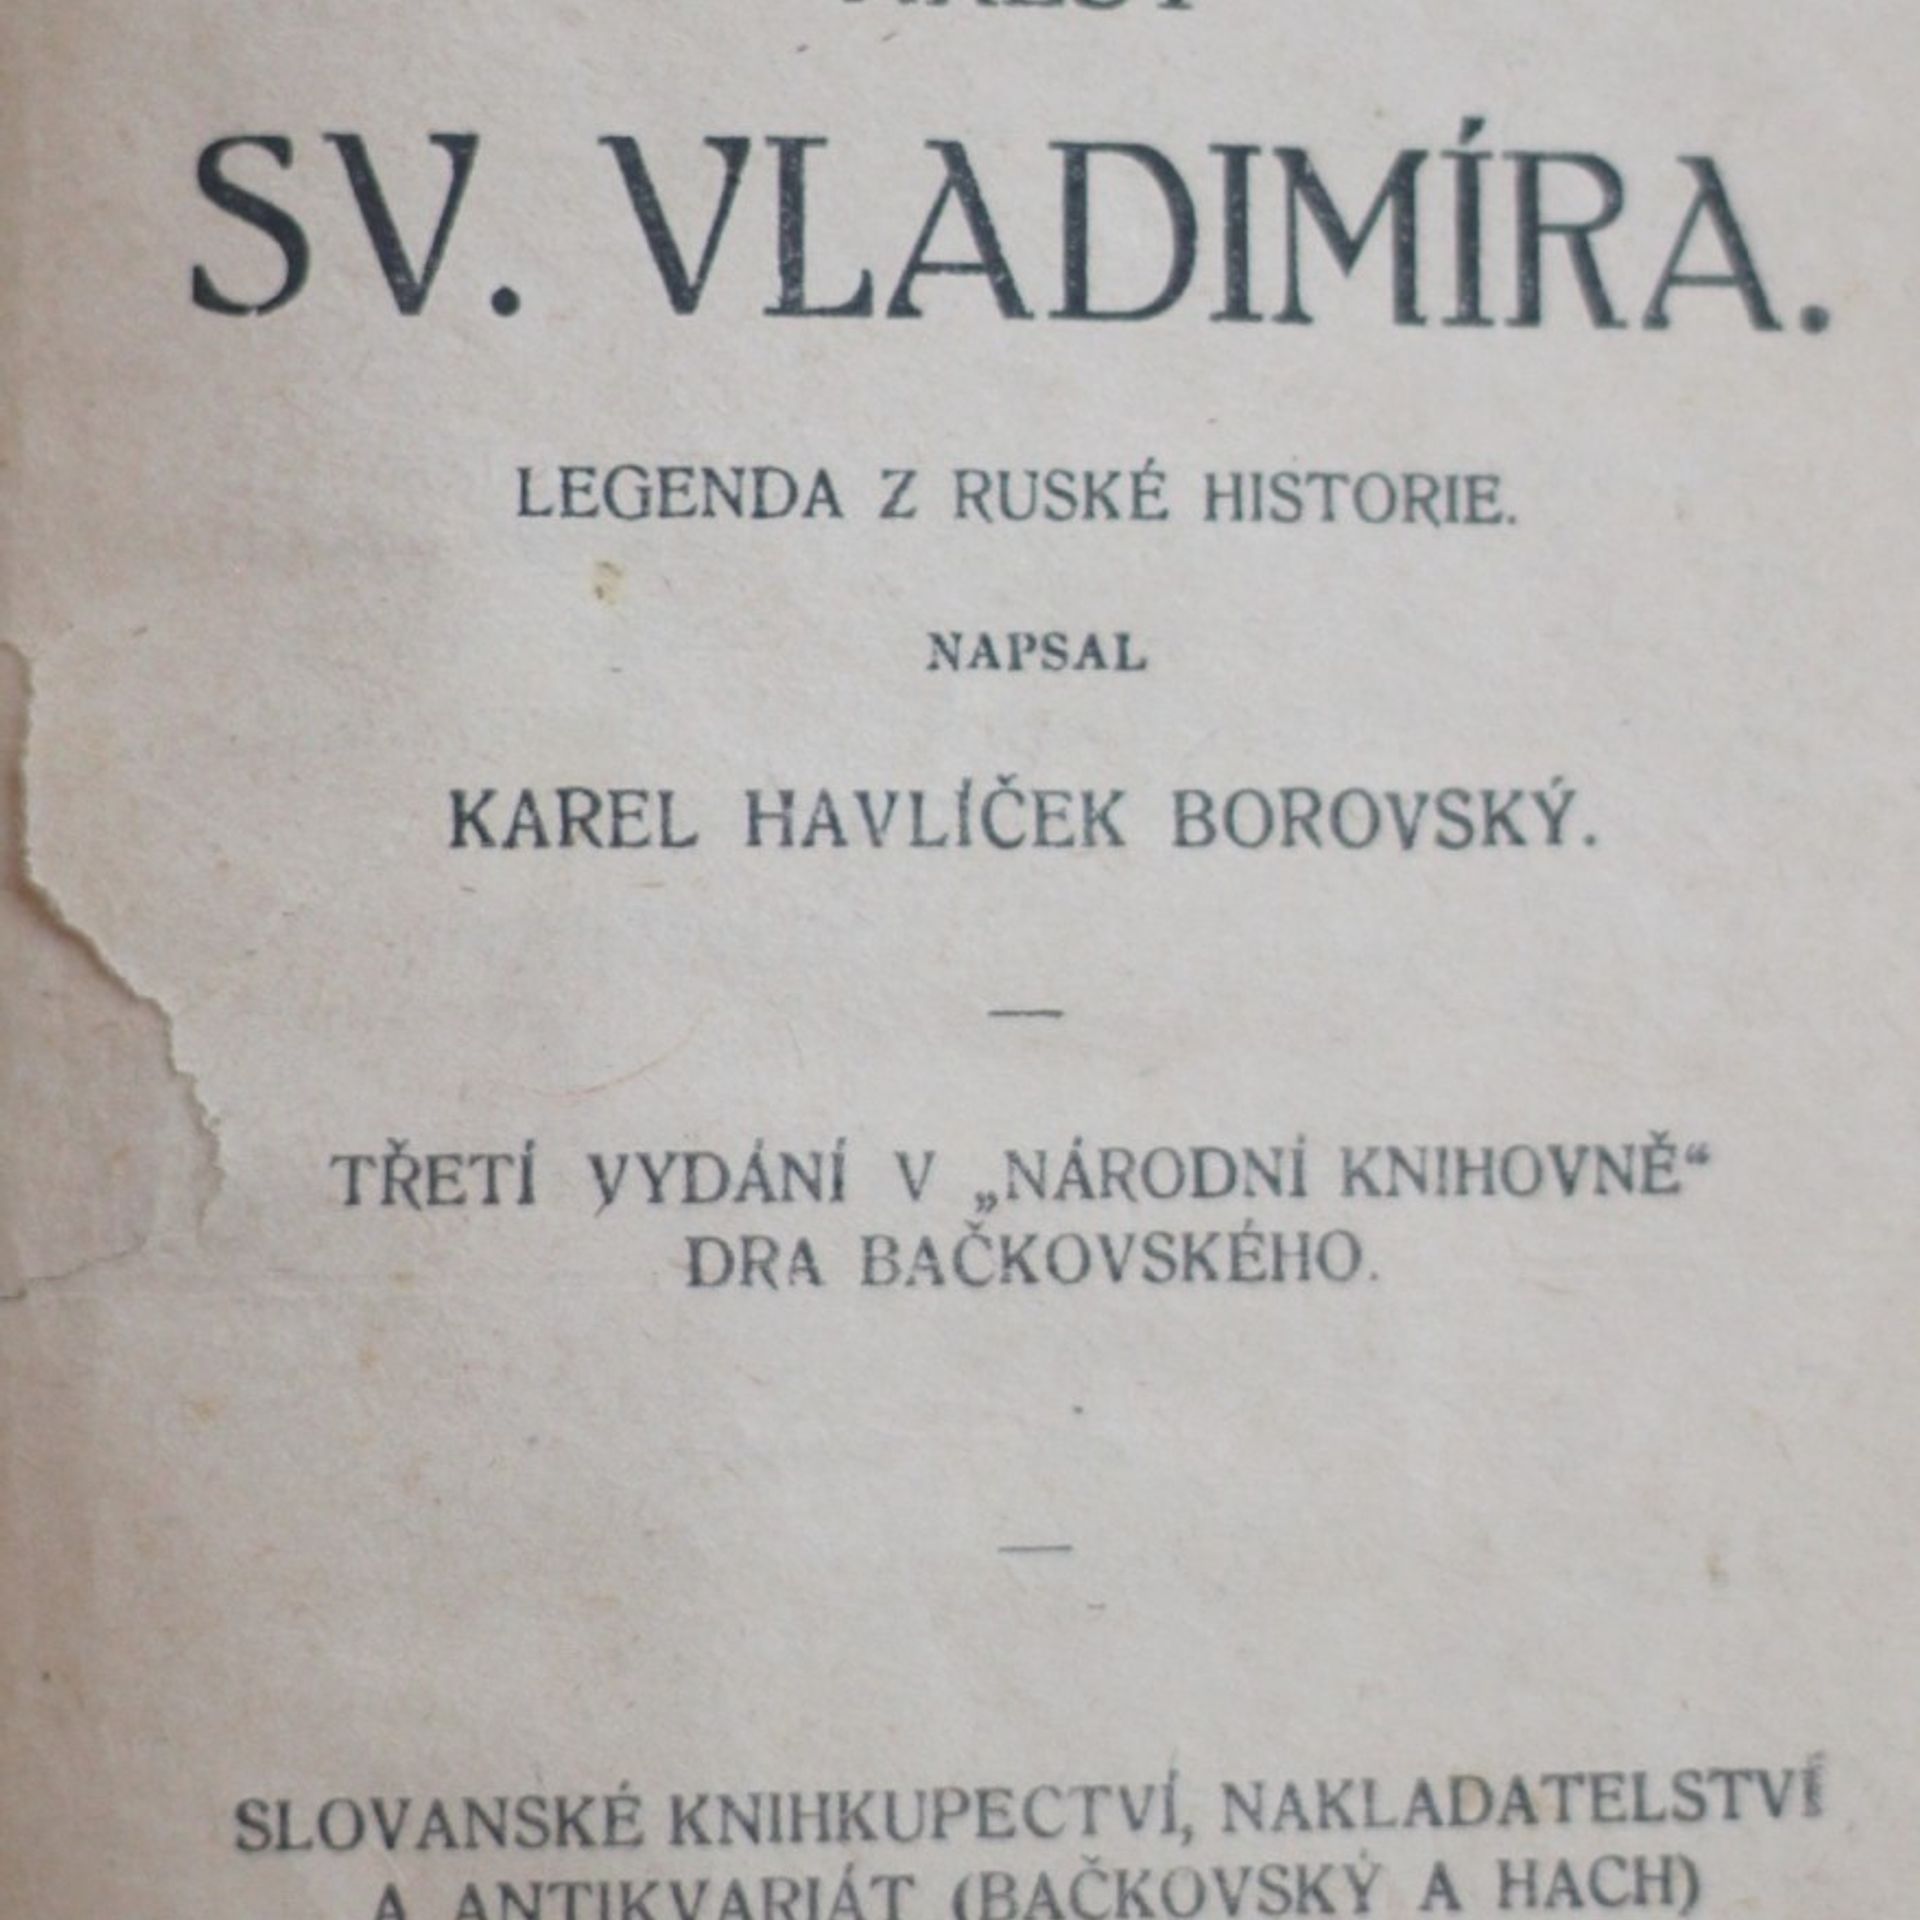 SV. VLADIMÍRA.
LEGENDA Z RUSKÉ HISTORIE.
NAPSAL
KAREL HAVLÍČEK BOROVSKÝ.
TŘETÍ VYDÁNÍ V „NÁRODNÍ KNIHOVNĚ“
DRA BAČKOVSKÉHO.
SLOVANSKÉ KNIHKUPECTVÍ, NAKLADATELSTVÍ
A ANTIKVARIÁT (BAČKOVSKÝ A HACH)